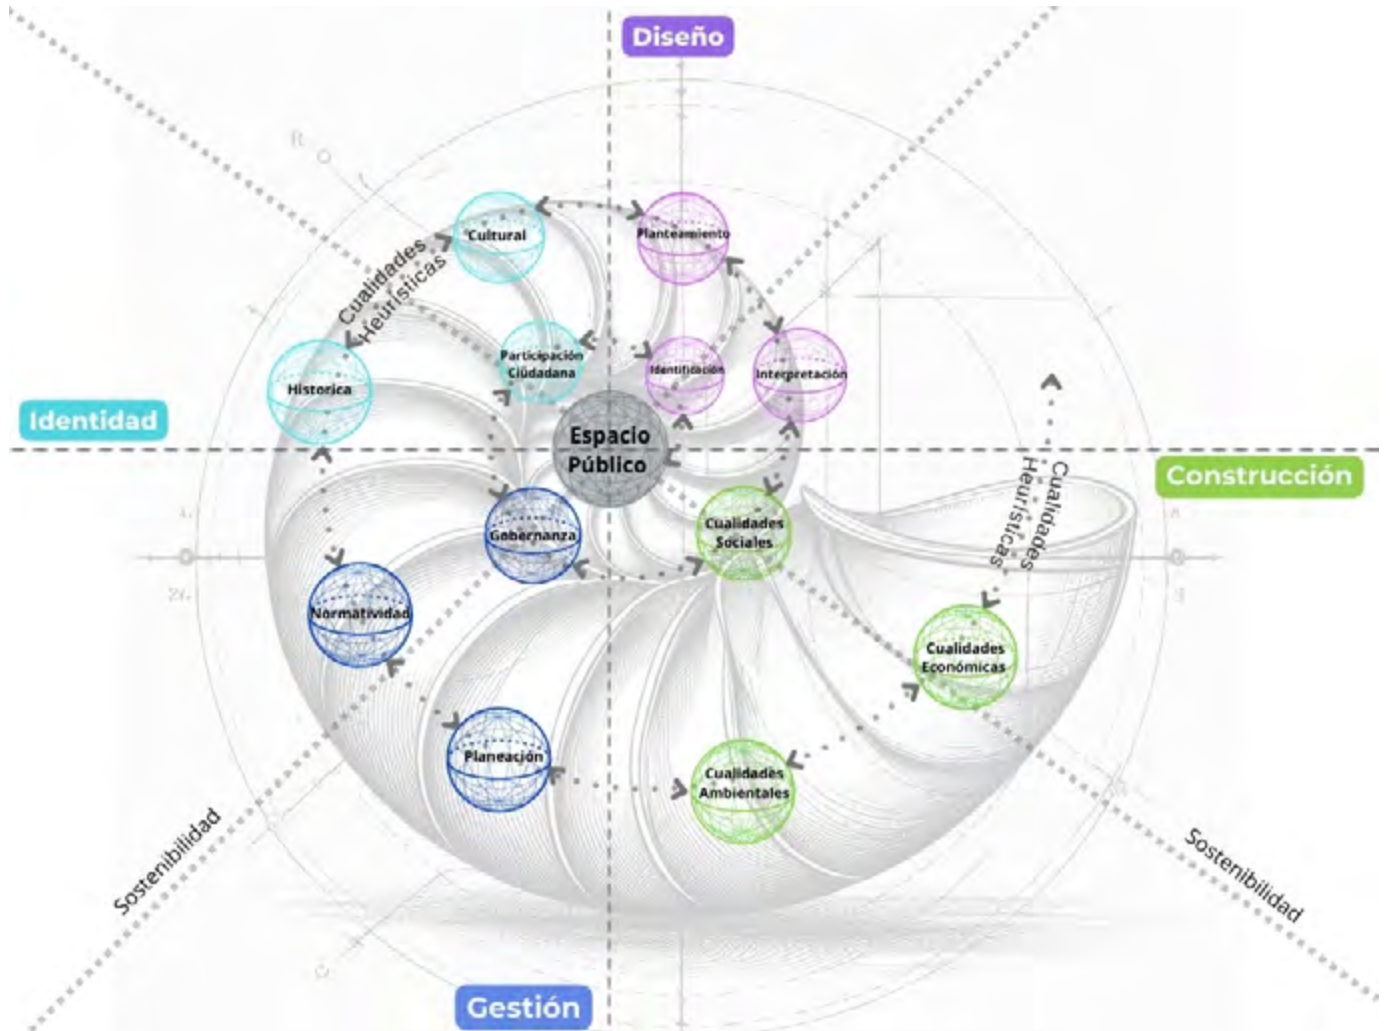 Diseño
Cultural
Planteamiento
Cualidades
Heurísticas
Participación
Ciüdadana
Identificación
Interpretación
Historica
Identidad
Espacio
Público
Construcción
Cualidades
Heurísticas
Gobernanza
Cualidades
Sociales
Normatividad
Cualidades
Económicas
Planeación
Cualidades
Ambientales
Sostenibilidad
Sostenibilidad
Gestión